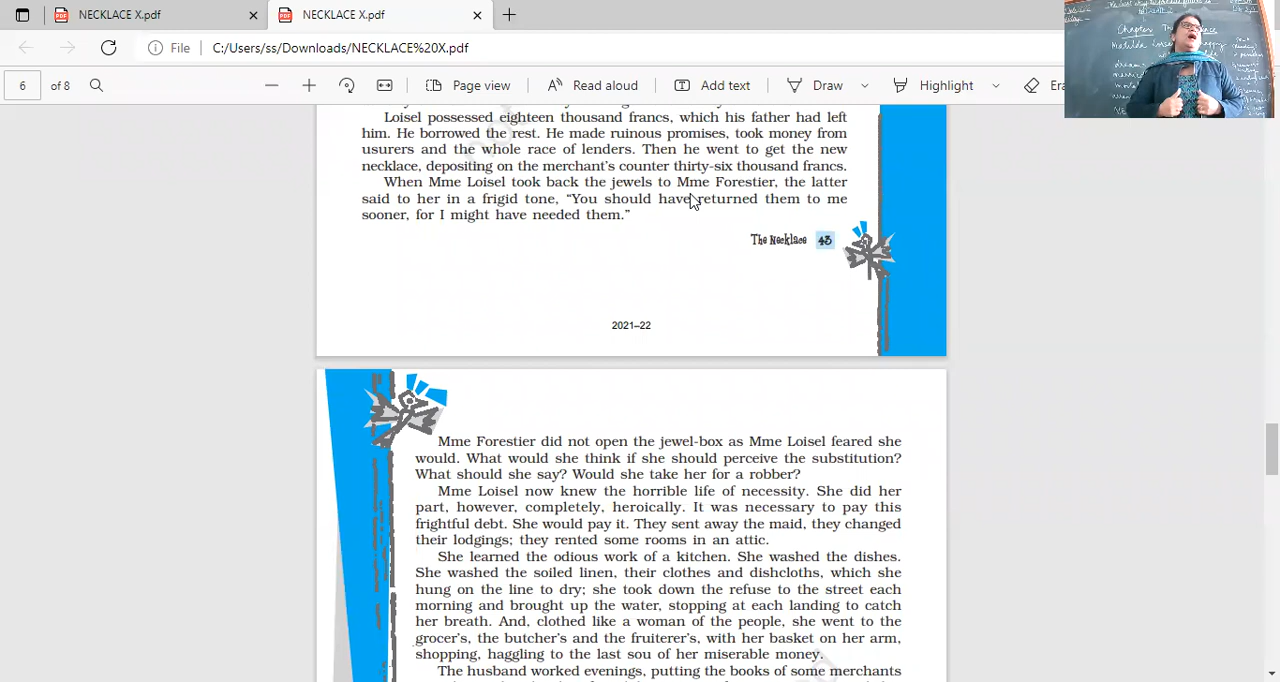 NECKLACE X.pdf
NECKLACE X.pdf
File C:/Users/ss/Downloads/NECKLACE%20X.pdf
6 of 8 Page view Read aloud Add text Draw Highlight Era
Loisel possessed eighteen thousand francs, which his father had left
him. He borrowed the rest. He made ruinous promises, took money from
usurers and the whole race of lenders. Then he went to get the new
necklace, depositing on the merchant's counter thirty-six thousand francs.
When Mme Loisel took back the jewels to Mme Forestier, the latter
said to her in a frigid tone, “You should have returned them to me
sooner, for I might have needed them.”
The Necklace 43
2021–22
Mme Forestier did not open the jewel-box as Mme Loisel feared she
would. What would she think if she should perceive the substitution?
What should she say? Would she take her for a robber?
Mme Loisel now knew the horrible life of necessity. She did her
part, however, completely, heroically. It was necessary to pay this
frightful debt. She would pay it. They sent away the maid, they changed
their lodgings; they rented some rooms in an attic.
She learned the odious work of a kitchen. She washed the dishes.
She washed the soiled linen, their clothes and dishcloths, which she
hung on the line to dry; she took down the refuse to the street each
morning and brought up the water, stopping at each landing to catch
her breath. And, clothed like a woman of the people, she went to the
grocer's, the butcher's and the fruiterer's, with her basket on her arm,
shopping, haggling to the last sou of her miserable money.
The husband worked evenings, putting the books of some merchants
Chapter
Matilda Loisel